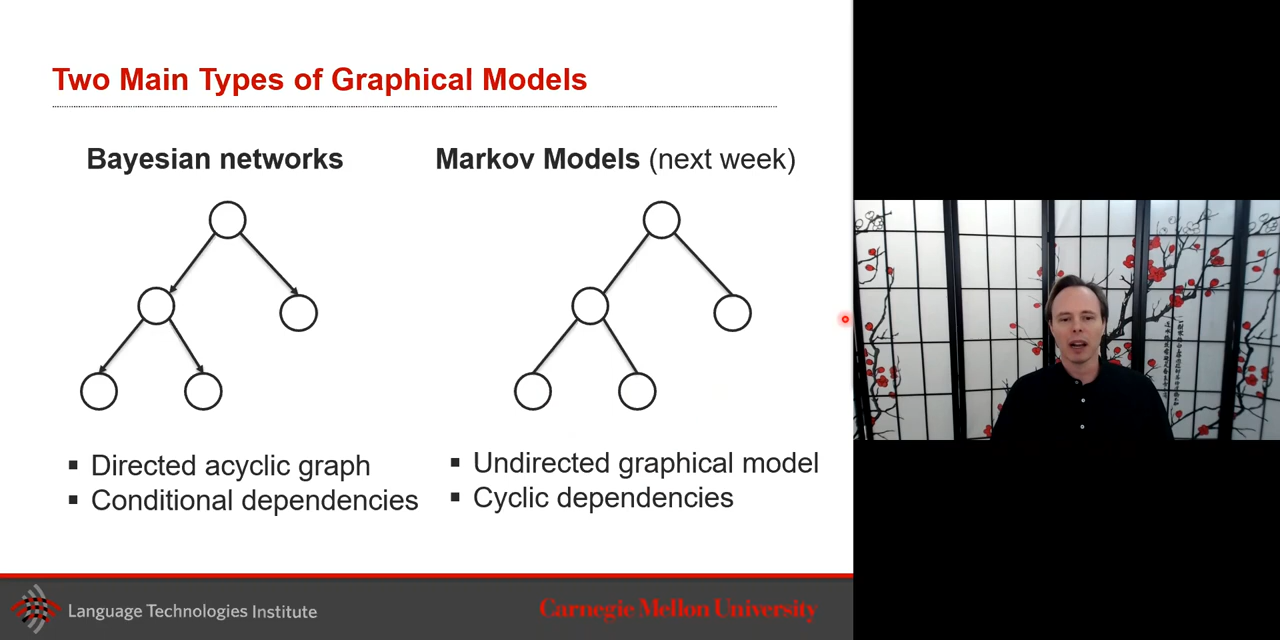 Two Main Types of Graphical Models
Bayesian networks
Markov Models (next week)
▪ Directed acyclic graph
▪ Conditional dependencies
▪ Undirected graphical model
▪ Cyclic dependencies
Language Technologies Institute
Carnegie Mellon University